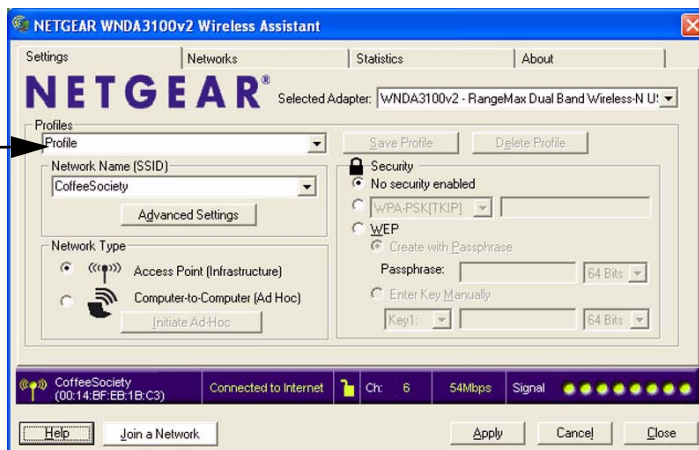 NETGEAR WNDA3100v2 Wireless Assistant
Settings Networks Statistics About
NETGEAR® Selected Adapter: WNDA3100v2 - RangeMax Dual Band Wireless-N U
Profiles
Profile Save Profile Delete Profile
Network Name (SSID)
CoffeeSociety
Advanced Settings
Network Type
Access Point (Infrastructure)
Computer-to-Computer (Ad Hoc)
Initiate Ad-Hoc
Security
No security enabled
WPA-PSK[TKIP]
WEP
Create with Passphrase
Passphrase: 64 Bits
Enter Key Manually
Key1: 64 Bits
CoffeeSociety
(00:14:BF:EB:1B:C3) Connected to Internet Ch: 6 54Mbps Signal
Help Join a Network Apply Cancel Close